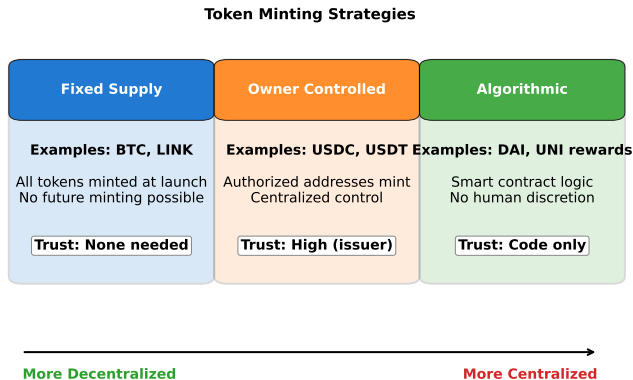 Token Minting Strategies
Fixed Supply
Owner Controlled
Algorithmic
Examples: BTC, LINK
Examples: USDC, USDT
Examples: DAI, UNI rewards
All tokens minted at launch
No future minting possible
Authorized addresses mint
Centralized control
Smart contract logic
No human discretion
Trust: None needed
Trust: High (issuer)
Trust: Code only
More Decentralized
More Centralized